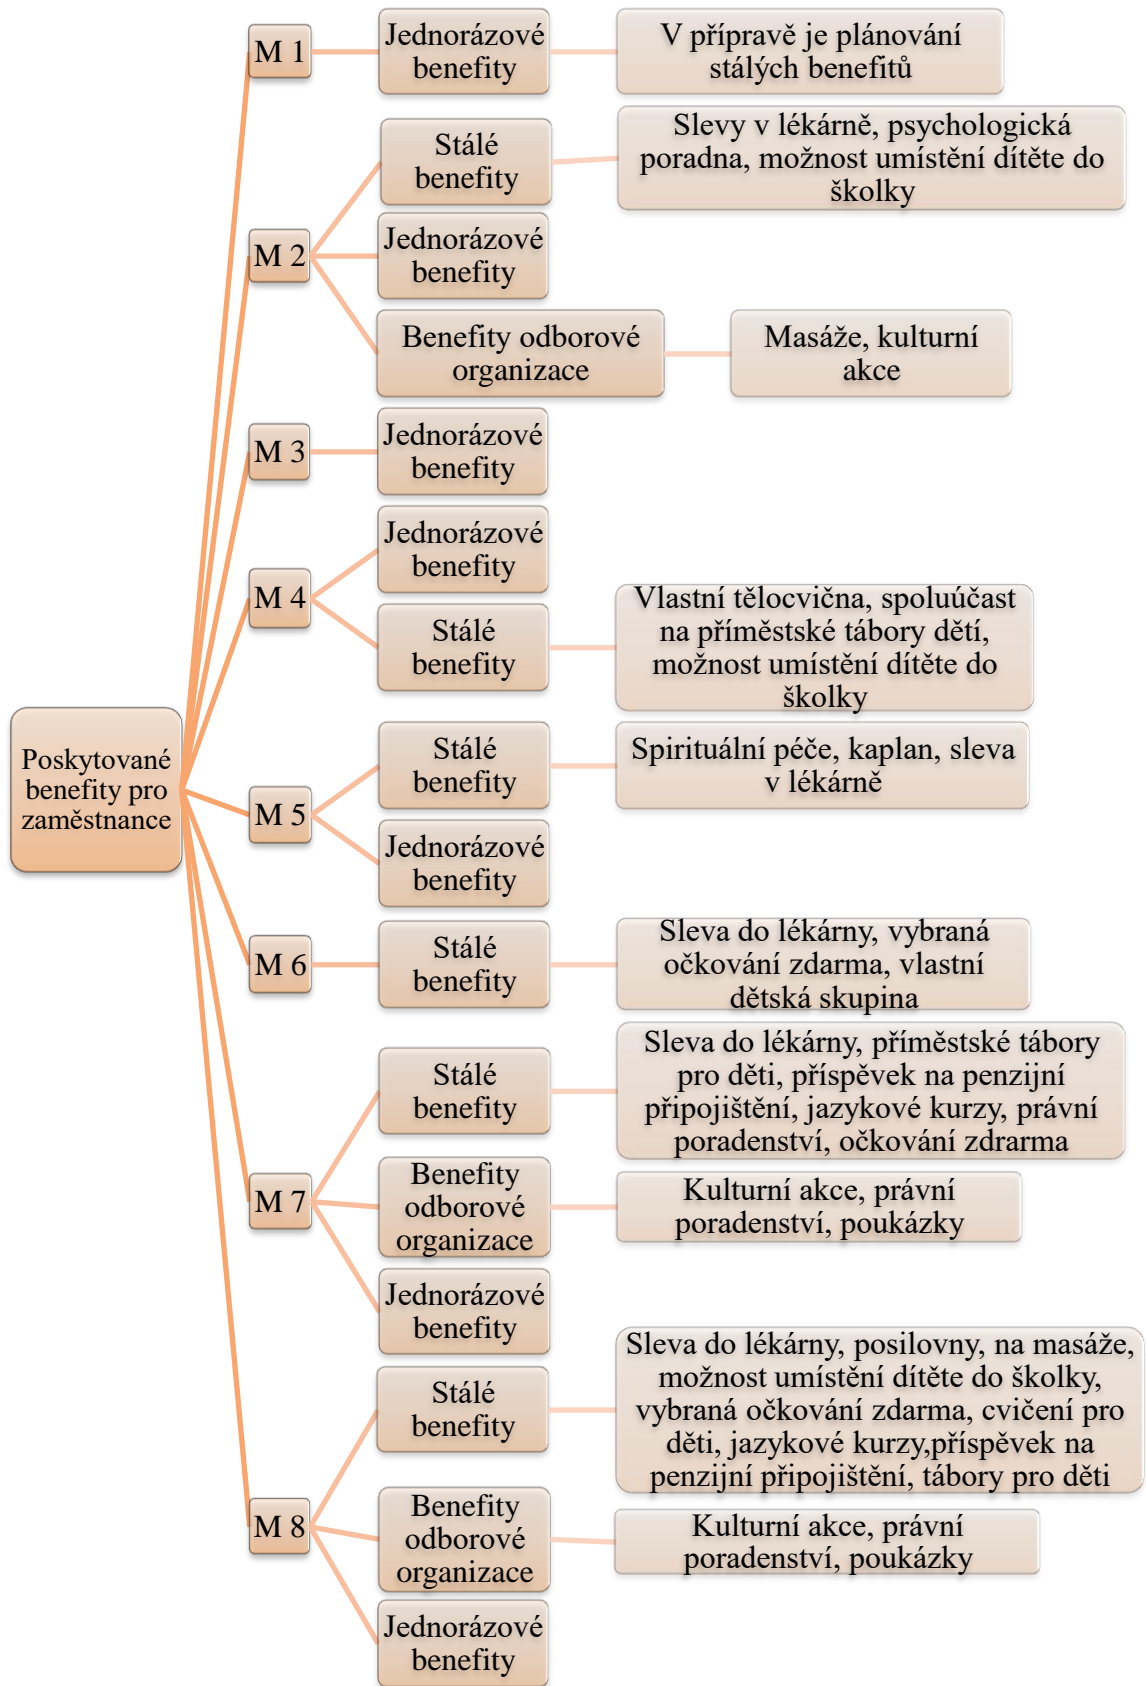 Poskytované
benefity pro
zaměstnance
M 1
Jednorázové
benefity
V přípravě je plánování
stálých benefitů
M 2
Stálé
benefity
Slevy v lékárně, psychologická
poradna, možnost umístění dítěte do
školky
Jednorázové
benefity
Benefity odborové
organizace
Masáže, kulturní
akce
M 3
Jednorázové
benefity
M 4
Jednorázové
benefity
Stálé
benefity
Vlastní tělocvična, spoluúčast
na příměstské tábory dětí,
možnost umístění dítěte do
školky
M 5
Stálé
benefity
Spirituální péče, kaplan, sleva
v lékárně
Jednorázové
benefity
M 6
Stálé
benefity
Sleva do lékárny, vybraná
očkování zdarma, vlastní
dětská skupina
M 7
Stálé
benefity
Sleva do lékárny, příměstské tábory
pro děti, příspěvek na penzijní
připojištění, jazykové kurzy, právní
poradenství, očkování zdrarma
Benefity
odborové
organizace
Kulturní akce, právní
poradenství, poukázky
Jednorázové
benefity
M 8
Stálé
benefity
Sleva do lékárny, posilovny, na masáže,
možnost umístění dítěte do školky,
vybraná očkování zdarma, cvičení pro
děti, jazykové kurzy,příspěvek na
penzijní připojištění, tábory pro děti
Benefity
odborové
organizace
Kulturní akce, právní
poradenství, poukázky
Jednorázové
benefity